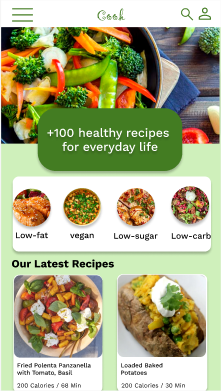 Cook
+100 healthy recipes
for everyday life
Low-fat vegan Low-sugar Low-carb
Our Latest Recipes
Fried Polenta Panzanella
with Tomato, Basil
200 Calories / 68 Min
Loaded Baked
Potatoes
200 Calories / 30 Min